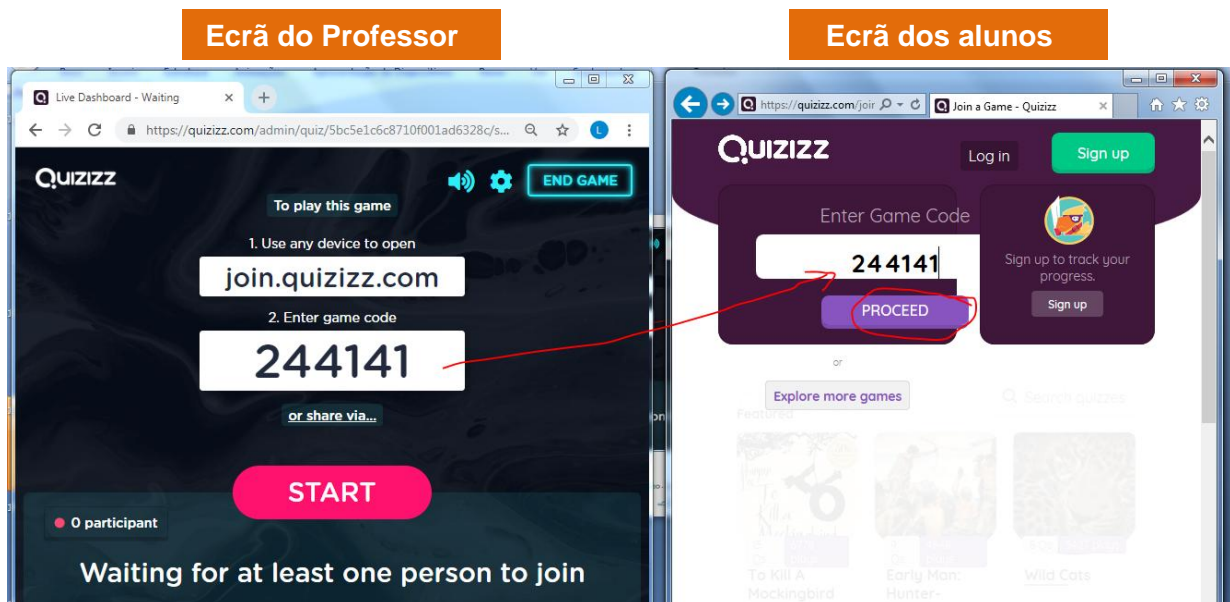 Ecrã do Professor
Ecrã dos alunos
Live Dashboard - Waiting
https://quizizz.com/admin/quiz/5bc5e1c6c8710f001ad6328c/s...
L
QUIZIZZ
END GAME
To play this game
1. Use any device to open
join.quizizz.com
2. Enter game code
244141
or share via...
START
0 participant
Waiting for at least one person to join
https://quizizz.com/join
Join a Game - Quizizz
QUIZIZZ
Log in
Sign up
Enter Game Code
244141
PROCEED
Sign up to track your
progress.
Sign up
or
Explore more games
Search quizzes
Featured
To Kill A
Mockingbird
Early Man:
Hunter-
Wild Cats